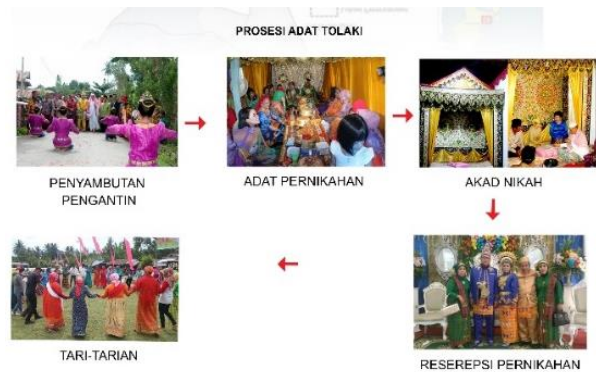 PROSESI ADAT TOLAKI
PENYAMBUTAN
PENGANTIN
ADAT PERNIKAHAN
AKAD NIKAH
TARI-TARIAN
RESEREPSI PERNIKAHAN